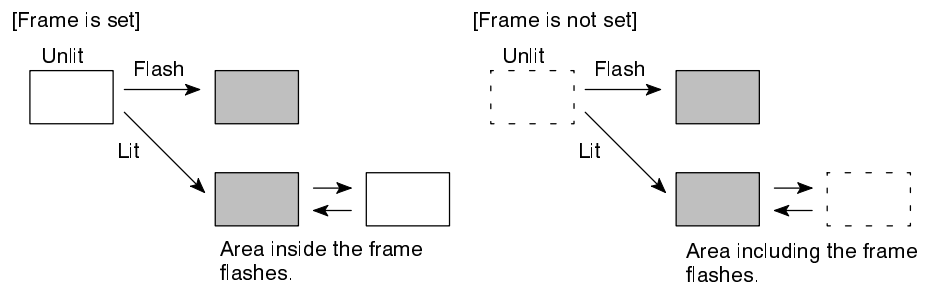 [Frame is set]
Unlit
Flash
Lit
Area inside the frame
flashes.
[Frame is not set]
Unlit
Flash
Lit
Area including the frame
flashes.